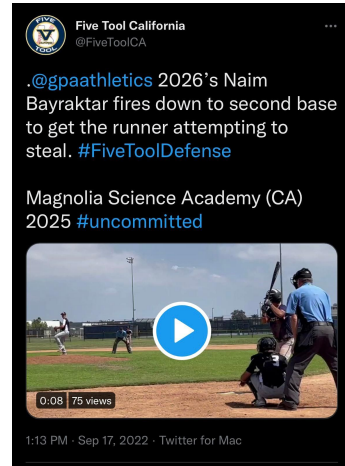 FIVE
V
TOOL
Five Tool California
@FiveToolCA
.@gpaathletics 2026’s Naim
Bayraktar fires down to second base
to get the runner attempting to
steal. #FiveToolDefense
Magnolia Science Academy (CA)
2025 #uncommitted
0:08 75 views
1:13 PM · Sep 17, 2022 · Twitter for Mac